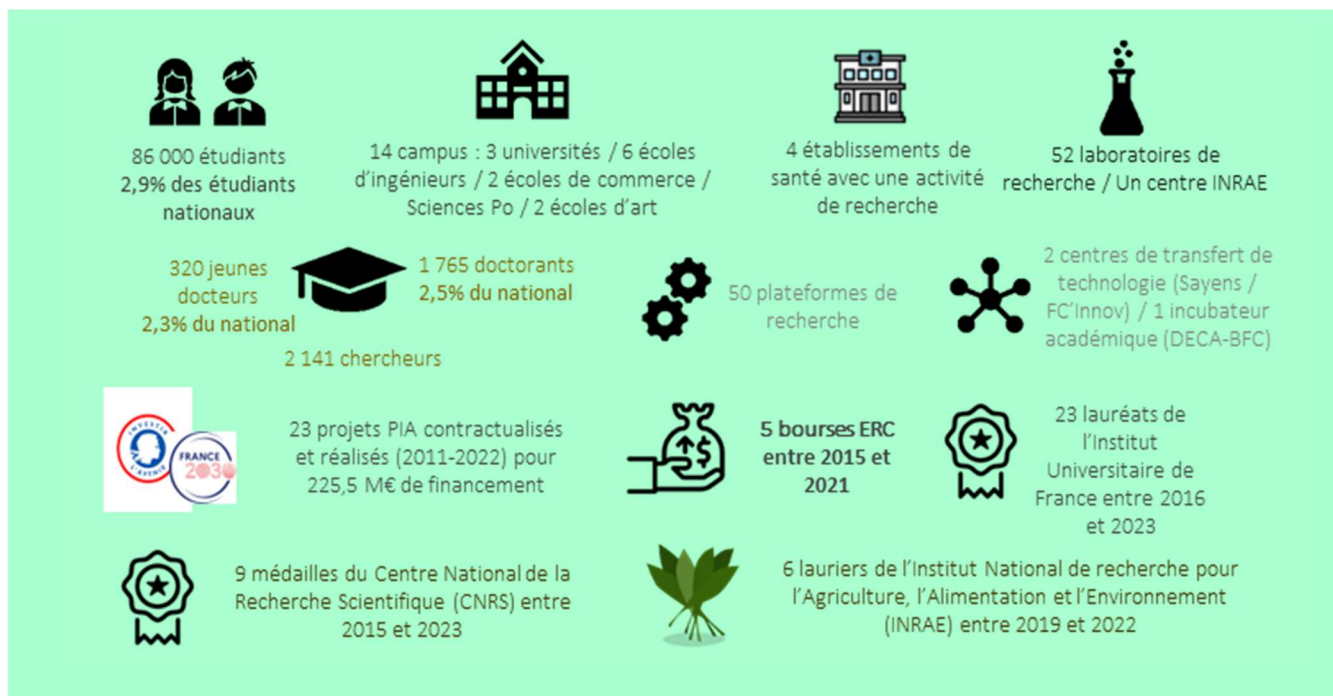 86 000 étudiants
2,9% des étudiants
nationaux
14 campus : 3 universités / 6 écoles
d'ingénieurs / 2 écoles de commerce /
Sciences Po / 2 écoles d'art
4 établissements de
santé avec une activité
de recherche
52 laboratoires de
recherche / Un centre INRAE
320 jeunes
docteurs
2,3% du national
1 765 doctorants
2,5% du national
2 141 chercheurs
50 plateformes de
recherche
2 centres de transfert de
technologie (Sayens /
FC'Innov) / 1 incubateur
académique (DECA-BFC)
INVESTIR
L'AVENIR
FRANCE
2030
23 projets PIA contractualisés
et réalisés (2011-2022) pour
225,5 M€ de financement
$
5 bourses ERC
entre 2015 et
2021
23 lauréats de
l'Institut
Universitaire de
France entre 2016
et 2023
9 médailles du Centre National de la
Recherche Scientifique (CNRS) entre
2015 et 2023
6 lauriers de l'Institut National de recherche pour
l'Agriculture, l'Alimentation et l'Environnement
(INRAE) entre 2019 et 2022